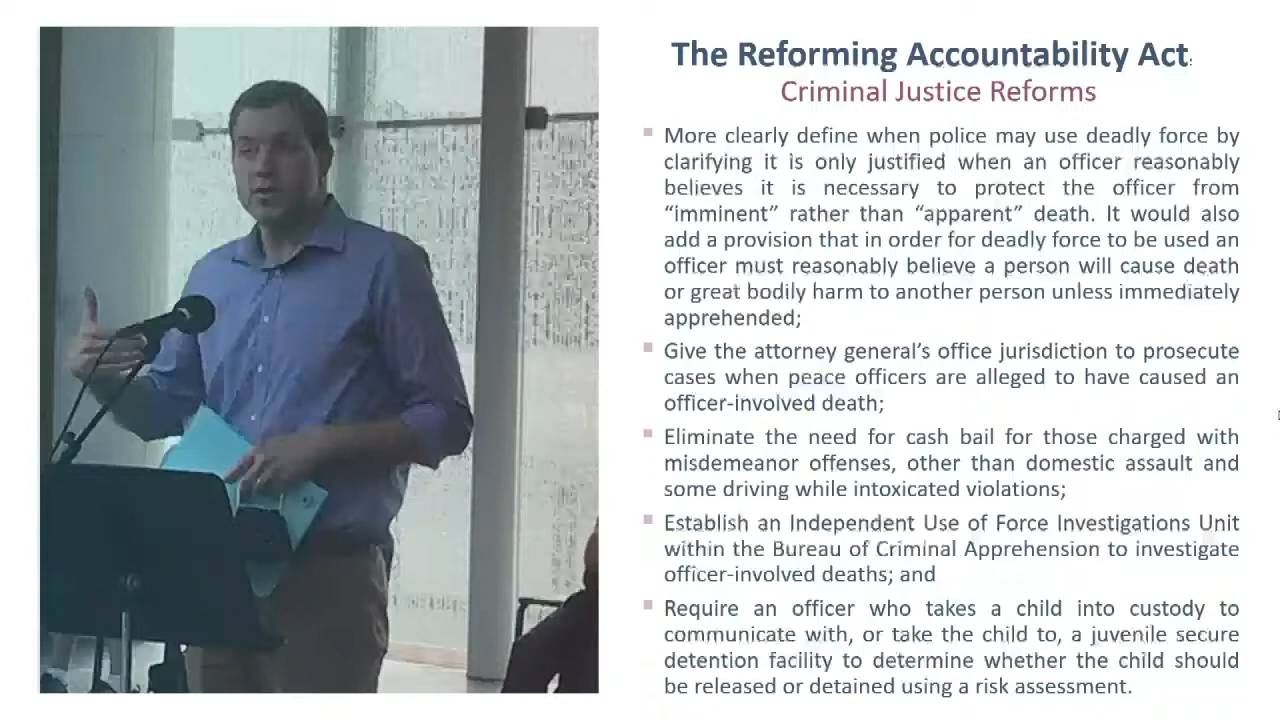 The Reforming Accountability Act:
Criminal Justice Reforms
More clearly define when police may use deadly force by
clarifying it is only justified when an officer reasonably
believes it is necessary to protect the officer from
“imminent” rather than “apparent” death. It would also
add a provision that in order for deadly force to be used an
officer must reasonably believe a person will cause death
or great bodily harm to another person unless immediately
apprehended;
Give the attorney general’s office jurisdiction to prosecute
cases when peace officers are alleged to have caused an
officer-involved death;
Eliminate the need for cash bail for those charged with
misdemeanor offenses, other than domestic assault and
some driving while intoxicated violations;
Establish an Independent Use of Force Investigations Unit
within the Bureau of Criminal Apprehension to investigate
officer-involved deaths; and
Require an officer who takes a child into custody to
communicate with, or take the child to, a juvenile secure
detention facility to determine whether the child should
be released or detained using a risk assessment.